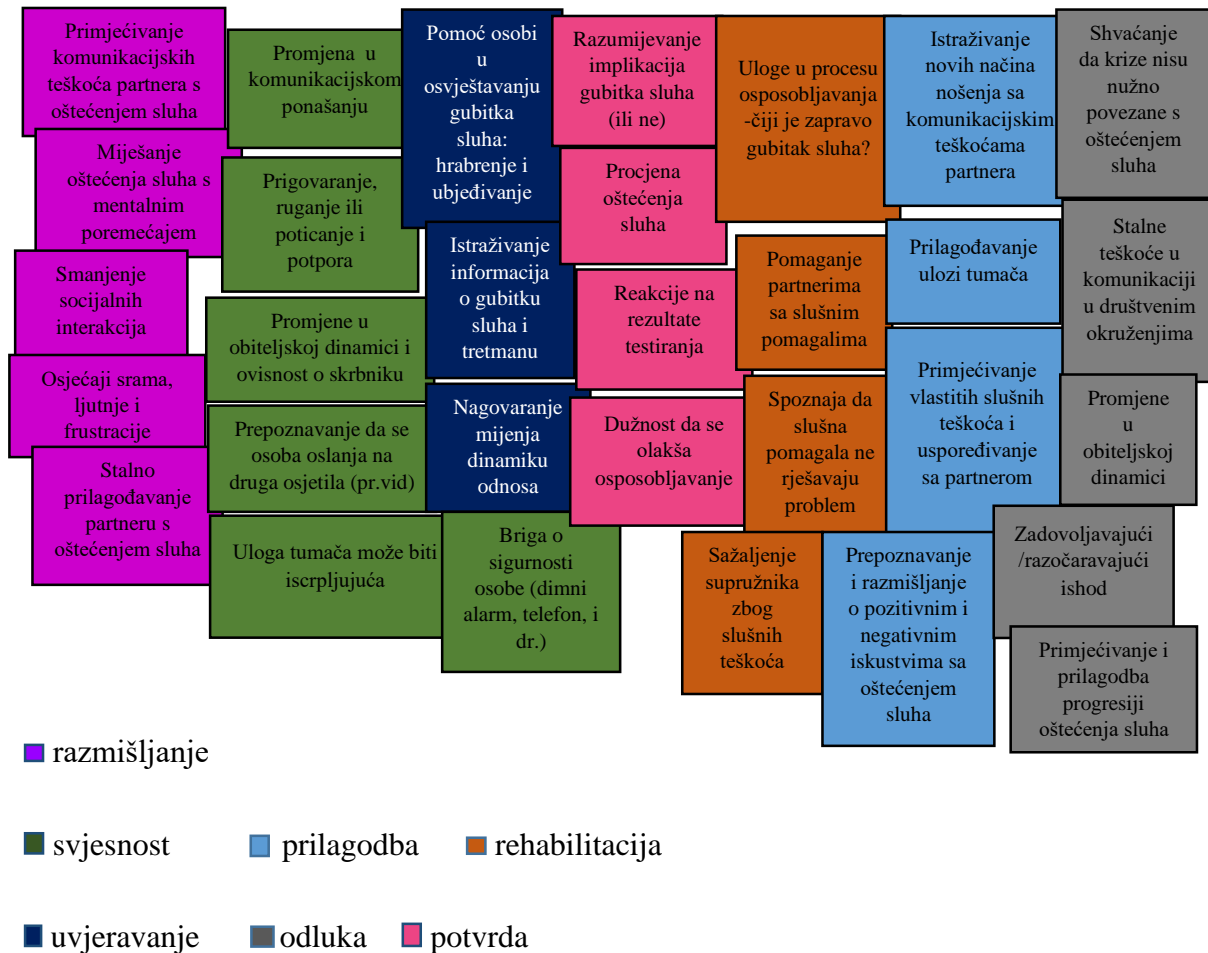 Primjećivanje
komunikacijskih
teškoća partnera s
oštećenjem sluha
Miješanje
oštećenja sluha s
mentalnim
poremećajem
Smanjenje
socijalnih
interakcija
Osjećaji srama,
ljutnje i
frustracije
Stalno
prilagođavanje
partneru s
oštećenjem sluha
Promjena u
komunikacijskom
ponašanju
Prigovaranje,
ruganje ili
poticanje i
potpora
Promjene u
obiteljskoj dinamici i
ovisnost o skrbniku
Prepoznavanje da se
osoba oslanja na
druga osjetila (pr.vid)
Uloga tumača može biti
iscrpljujuća
Briga o
sigurnosti
osobe (dimni
alarm, telefon, i
dr.)
Pomoć osobi
u
osvještavanju
gubitka
sluha:
hrabrenje i
ubjeđivanje
Istraživanje
informacija
o gubitku
sluha i
tretmanu
Nagovaranje
mijenja
dinamiku
odnosa
Razumijevanje
implikacija
gubitka sluha
(ili ne)
Procjena
oštećenja
sluha
Reakcije na
rezultate
testiranja
Dužnost da se
olakša
osposobljavanje
Uloge u procesu
osposobljavanja
-čiji je zapravo
gubitak sluha?
Pomaganje
partnerima
sa slušnim
pomagalima
Spoznaja da
slušna
pomagala ne
rješavaju
problem
Sažaljenje
supružnika
zbog
slušnih
teškoća
Istraživanje
novih načina
nošenja sa
komunikacijskim
teškoćama
partnera
Prilagođavanje
ulozi tumača
Primjećivanje
vlastitih slušnih
teškoća i
uspoređivanje
sa partnerom
Prepoznavanje
i razmišljanje
o pozitivnim i
negativnim
iskustvima sa
oštećenjem
sluha
Shvaćanje
da krize nisu
nužno
povezane s
oštećenjem
sluha
Stalne
teškoće u
komunikaciji
u društvenim
okruženjima
Promjene
u
obiteljskoj
dinamici
Zadovoljavajući
/razočaravajući
ishod
Primjećivanje i
prilagodba
progresiji
oštećenja sluha
razmišljanje
svjesnost
prilagodba
rehabilitacija
uvjeravanje
odluka
potvrda